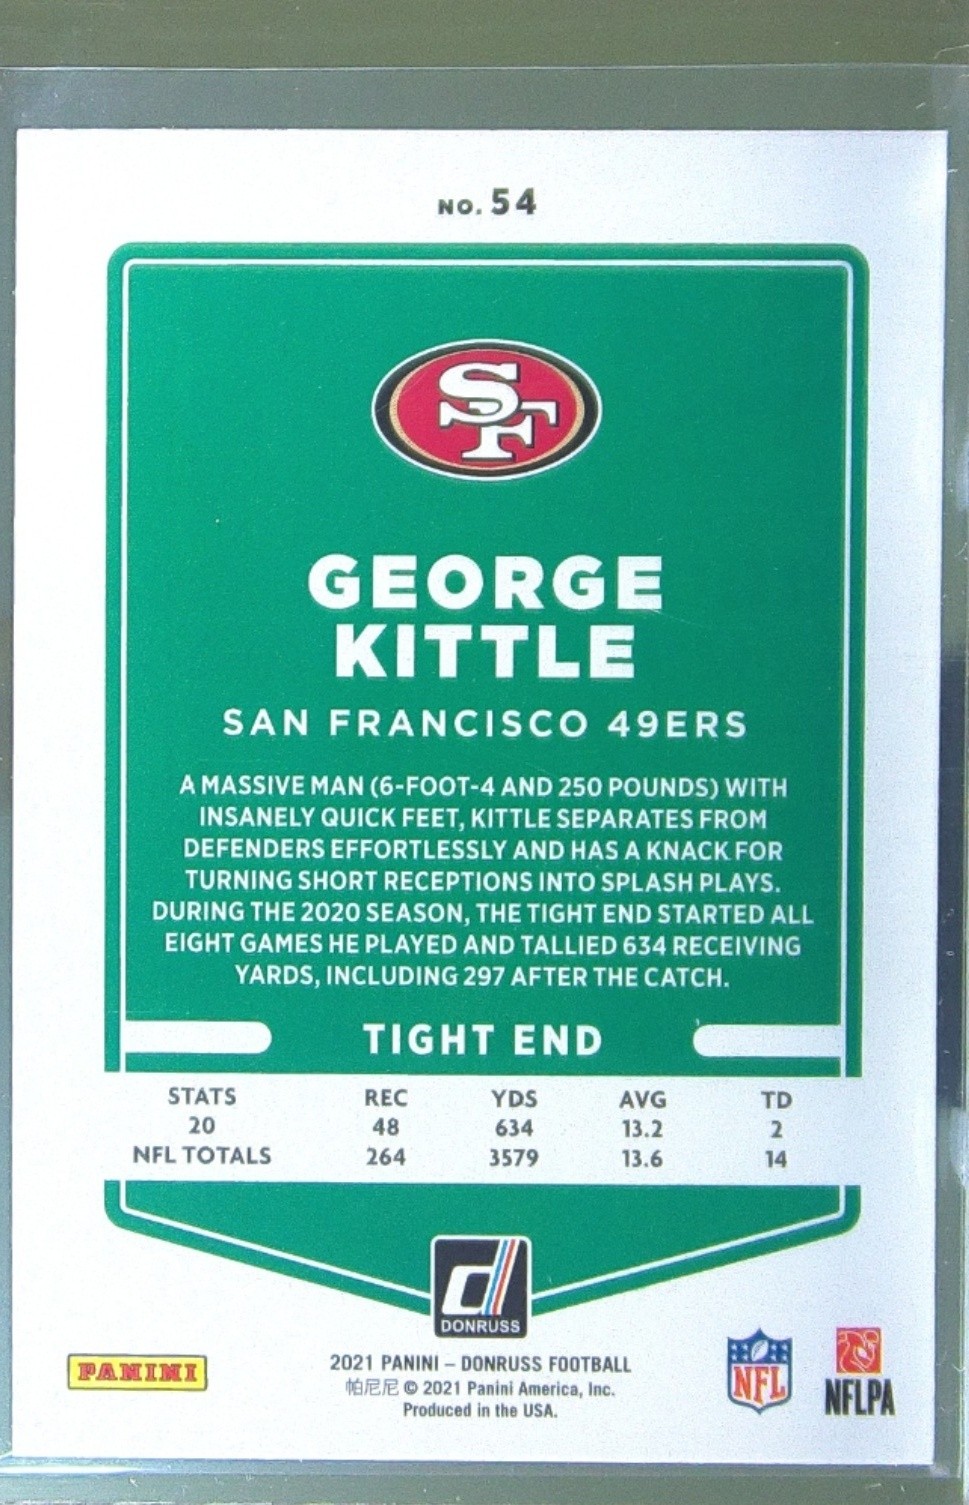 NO. 54
SF
GEORGE
KITTLE
SAN FRANCISCO 49ERS
A MASSIVE MAN (6-FOOT-4 AND 250 POUNDS) WITH
INSANELY QUICK FEET, KITTLE SEPARATES FROM
DEFENDERS EFFORTLESSLY AND HAS A KNACK FOR
TURNING SHORT RECEPTIONS INTO SPLASH PLAYS.
DURING THE 2020 SEASON, THE TIGHT END STARTED ALL
EIGHT GAMES HE PLAYED AND TALLIED 634 RECEIVING
YARDS, INCLUDING 297 AFTER THE CATCH.
TIGHT END
STATS REC YDS AVG TD
20 48 634 13.2 2
NFL TOTALS 264 3579 13.6 14
d
DONRUSS
PANINI
2021 PANINI – DONRUSS FOOTBALL
帕尼尼 © 2021 Panini America, Inc.
Produced in the USA.
NFL
NFLPA